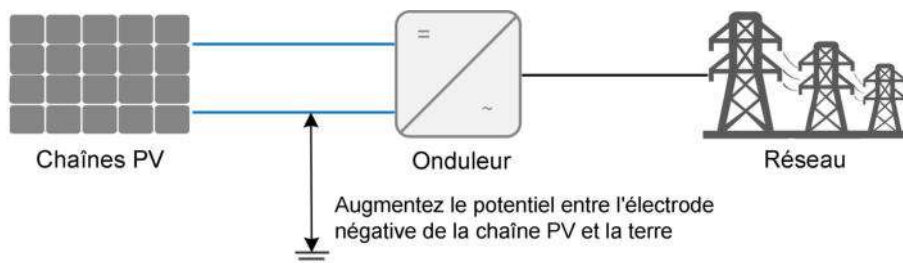 Chaînes PV
Onduleur
Réseau
Augmentez le potentiel entre l'électrode
négative de la chaîne PV et la terre